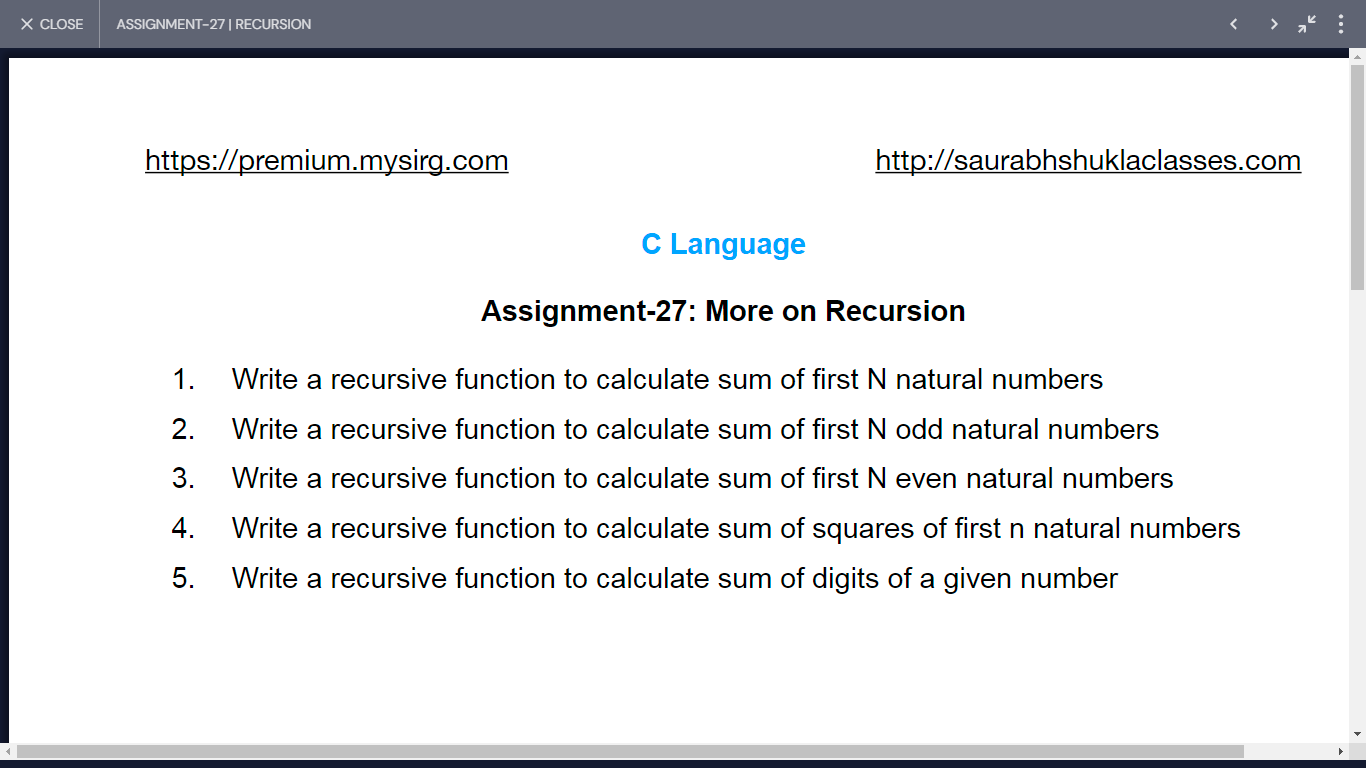 CLOSE
ASSIGNMENT-27 | RECURSION
https://premium.mysirg.com
http://saurabhshuklaclasses.com
C Language
Assignment-27: More on Recursion
1. Write a recursive function to calculate sum of first N natural numbers
2. Write a recursive function to calculate sum of first N odd natural numbers
3. Write a recursive function to calculate sum of first N even natural numbers
4. Write a recursive function to calculate sum of squares of first n natural numbers
5. Write a recursive function to calculate sum of digits of a given number